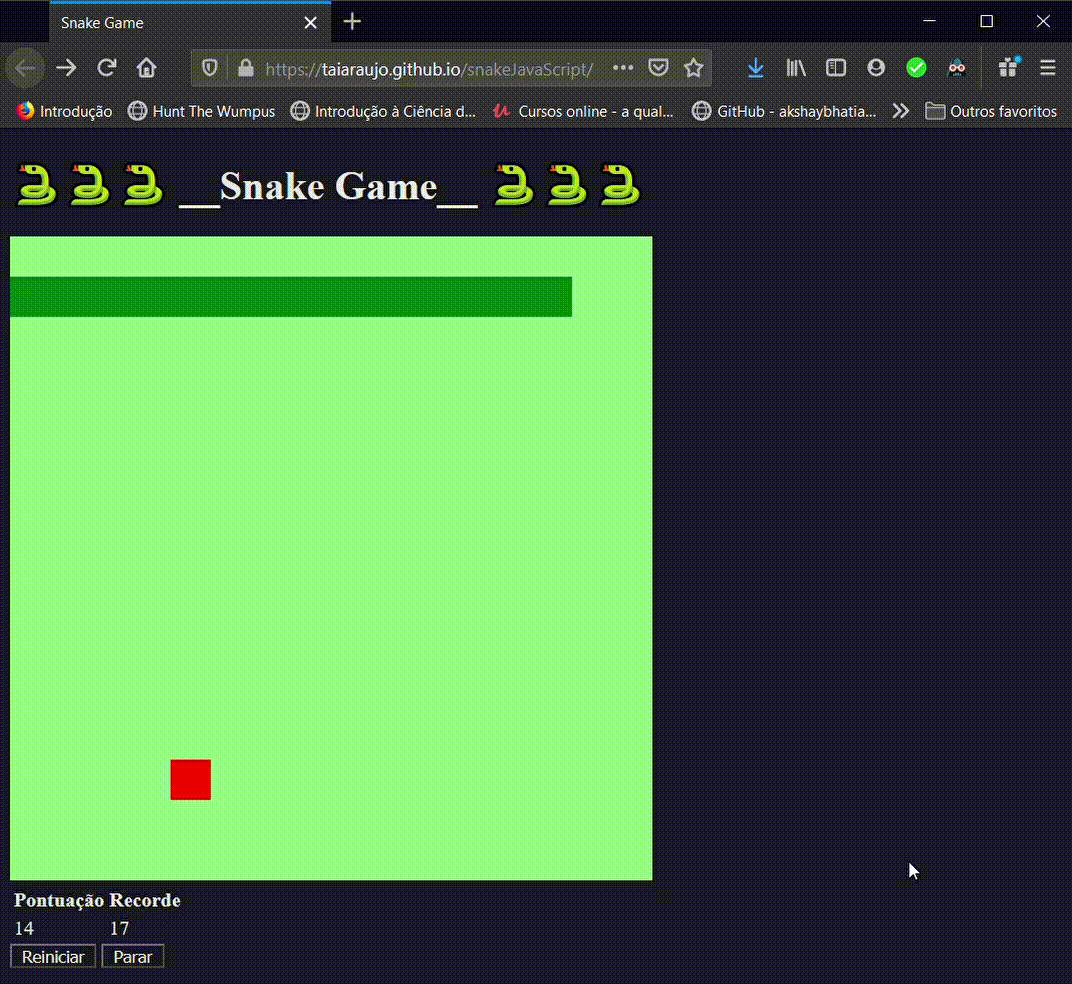 Snake Game
https://taiaraujo.github.io/snakeJavaScript/
Introdução Hunt The Wumpus Introdução à Ciência d... Cursos online - a qual... GitHub - akshaybhatia... Outros favoritos
__Snake Game__
Pontuação Recorde
14 17
Reiniciar Parar